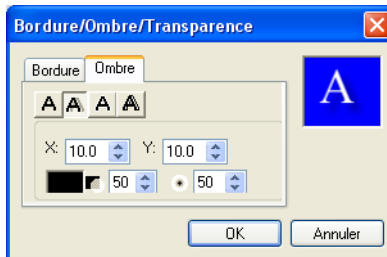 Bordure/Ombre/Transparence
Bordure Ombre
A A A A
X: 10.0 Y: 10.0
50 50
A
OK Annuler